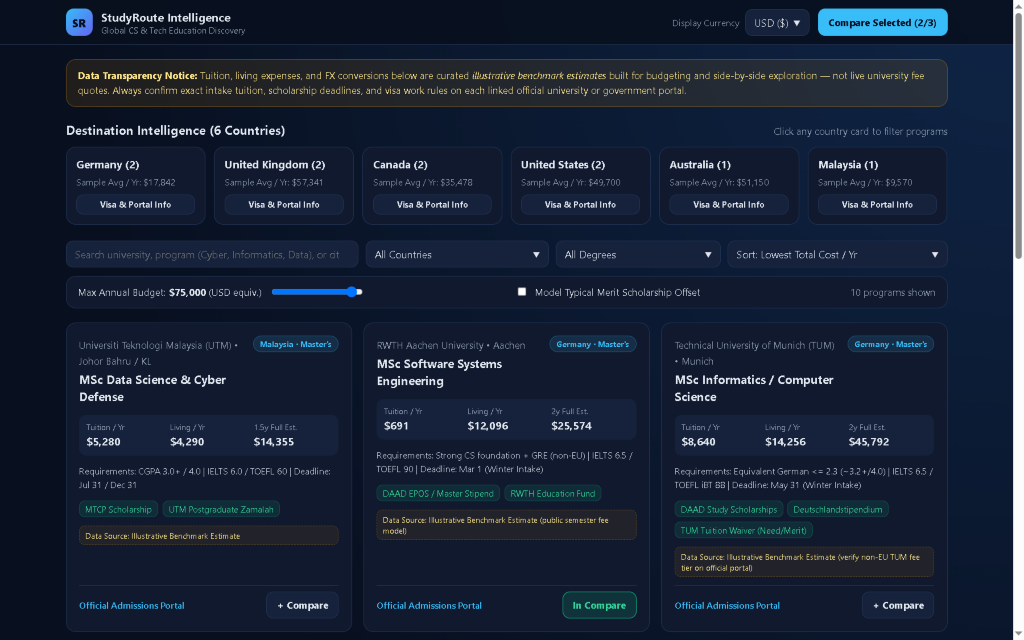 SR
StudyRoute Intelligence
Global CS & Tech Education Discovery
Display Currency
USD ($) ▼
Compare Selected (2/3)
Data Transparency Notice: Tuition, living expenses, and FX conversions below are curated illustrative benchmark estimates built for budgeting and side-by-side exploration — not live university fee
quotes. Always confirm exact intake tuition, scholarship deadlines, and visa work rules on each linked official university or government portal.
Destination Intelligence (6 Countries)
Click any country card to filter programs
Germany (2)
Sample Avg / Yr: $17,842
Visa & Portal Info
United Kingdom (2)
Sample Avg / Yr: $57,341
Visa & Portal Info
Canada (2)
Sample Avg / Yr: $35,478
Visa & Portal Info
United States (2)
Sample Avg / Yr: $49,700
Visa & Portal Info
Australia (1)
Sample Avg / Yr: $51,150
Visa & Portal Info
Malaysia (1)
Sample Avg / Yr: $9,570
Visa & Portal Info
Search university, program (Cyber, Informatics, Data), or cit
All Countries ▼
All Degrees ▼
Sort: Lowest Total Cost / Yr ▼
Max Annual Budget: $75,000 (USD equiv.)
Model Typical Merit Scholarship Offset
10 programs shown
Universiti Teknologi Malaysia (UTM) •
Johor Bahru / KL
Malaysia • Master's
MSc Data Science & Cyber
Defense
Tuition / Yr
$5,280
Living / Yr
$4,290
1.5y Full Est.
$14,355
Requirements: CGPA 3.0+ / 4.0 | IELTS 6.0 / TOEFL 60 | Deadline:
Jul 31 / Dec 31
MTCP Scholarship
UTM Postgraduate Zamalah
Data Source: Illustrative Benchmark Estimate
Official Admissions Portal
+ Compare
RWTH Aachen University • Aachen
Germany • Master's
MSc Software Systems
Engineering
Tuition / Yr
$691
Living / Yr
$12,096
2y Full Est.
$25,574
Requirements: Strong CS foundation + GRE (non-EU) | IELTS 6.5 /
TOEFL 90 | Deadline: Mar 1 (Winter Intake)
DAAD EPOS / Master Stipend
RWTH Education Fund
Data Source: Illustrative Benchmark Estimate (public semester fee
model)
Official Admissions Portal
In Compare
Technical University of Munich (TUM)
• Munich
Germany • Master's
MSc Informatics / Computer
Science
Tuition / Yr
$8,640
Living / Yr
$14,256
2y Full Est.
$45,792
Requirements: Equivalent German <= 2.3 (~3.2+/4.0) | IELTS 6.5 /
TOEFL iBT 88 | Deadline: May 31 (Winter Intake)
DAAD Study Scholarships
Deutschlandstipendium
TUM Tuition Waiver (Need/Merit)
Data Source: Illustrative Benchmark Estimate (verify non-EU TUM fee
tier on official portal)
Official Admissions Portal
+ Compare